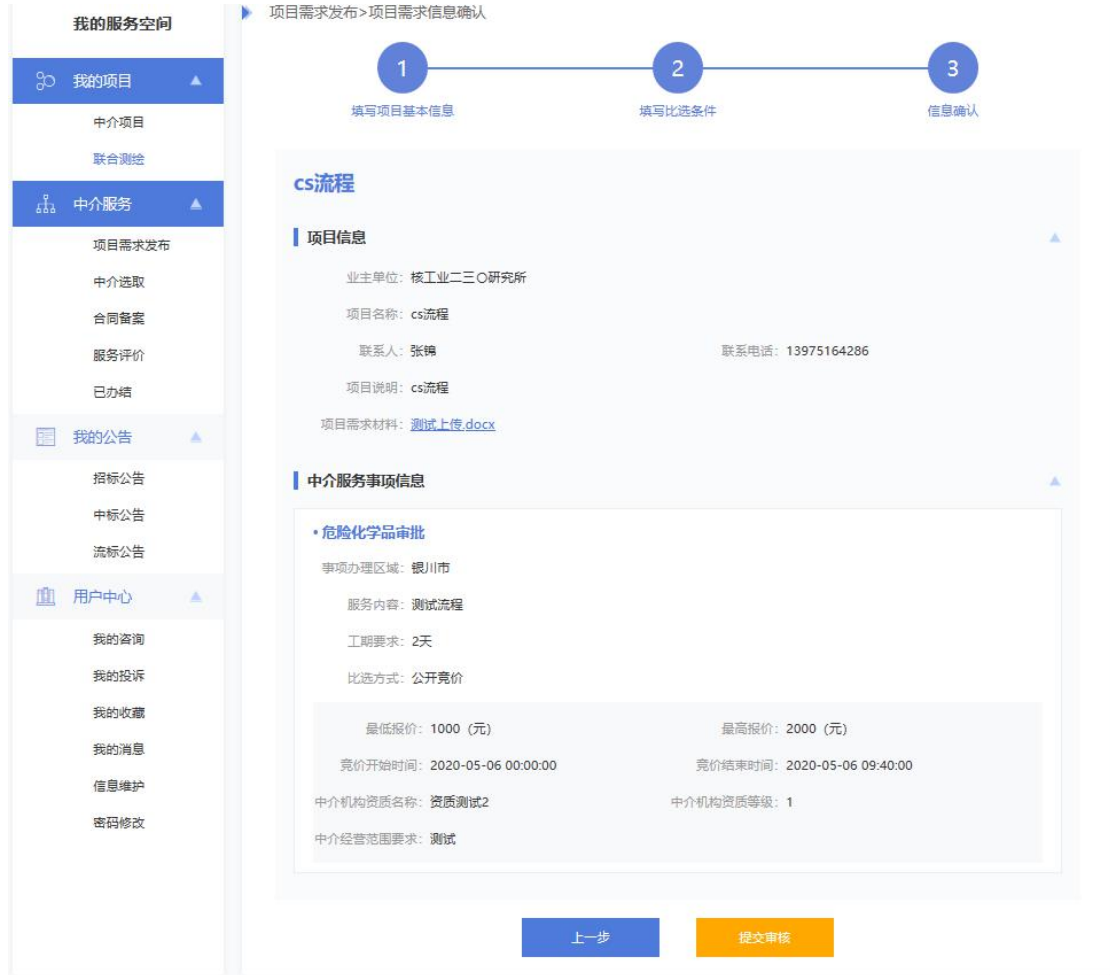 我的服务空间
我的项目
中介项目
联合测绘
中介服务
项目需求发布
中介选取
合同备案
服务评价
已办结
我的公告
招标公告
中标公告
流标公告
用户中心
我的咨询
我的投诉
我的收藏
我的消息
信息维护
密码修改
项目需求发布>项目需求信息确认
1 2 3
填写项目基本信息 填写比选条件 信息确认
cs流程
项目信息
业主单位：核工业二三〇研究所
项目名称：cs流程
联系人：张锦 联系电话：13975164286
项目说明：cs流程
项目需求材料：测试上传.docx
中介服务事项信息
•危险化学品审批
事项办理区域：银川市
服务内容：测试流程
工期要求：2天
比选方式：公开竞价
最低报价：1000 (元) 最高报价：2000 (元)
竞价开始时间：2020-05-06 00:00:00 竞价结束时间：2020-05-06 09:40:00
中介机构资质名称：资质测试2 中介机构资质等级：1
中介经营范围要求：测试
上一步 提交审核